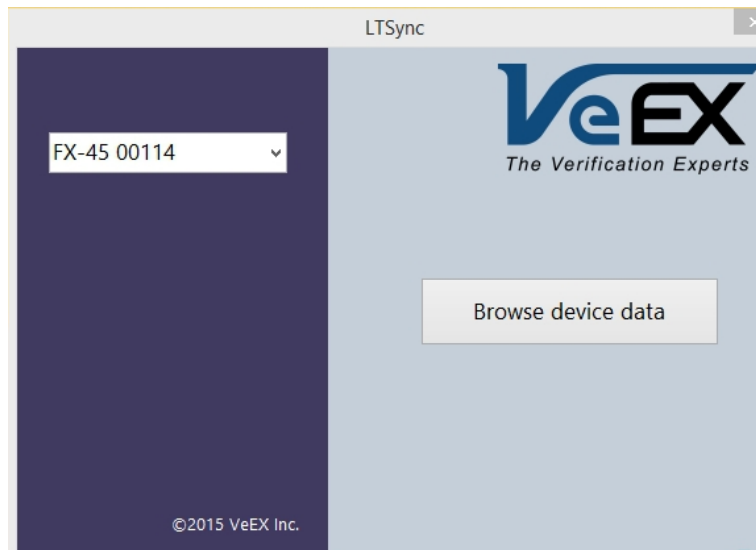 LTSync
FX-45 00114
VeEX
The Verification Experts
Browse device data
©2015 VeEX Inc.